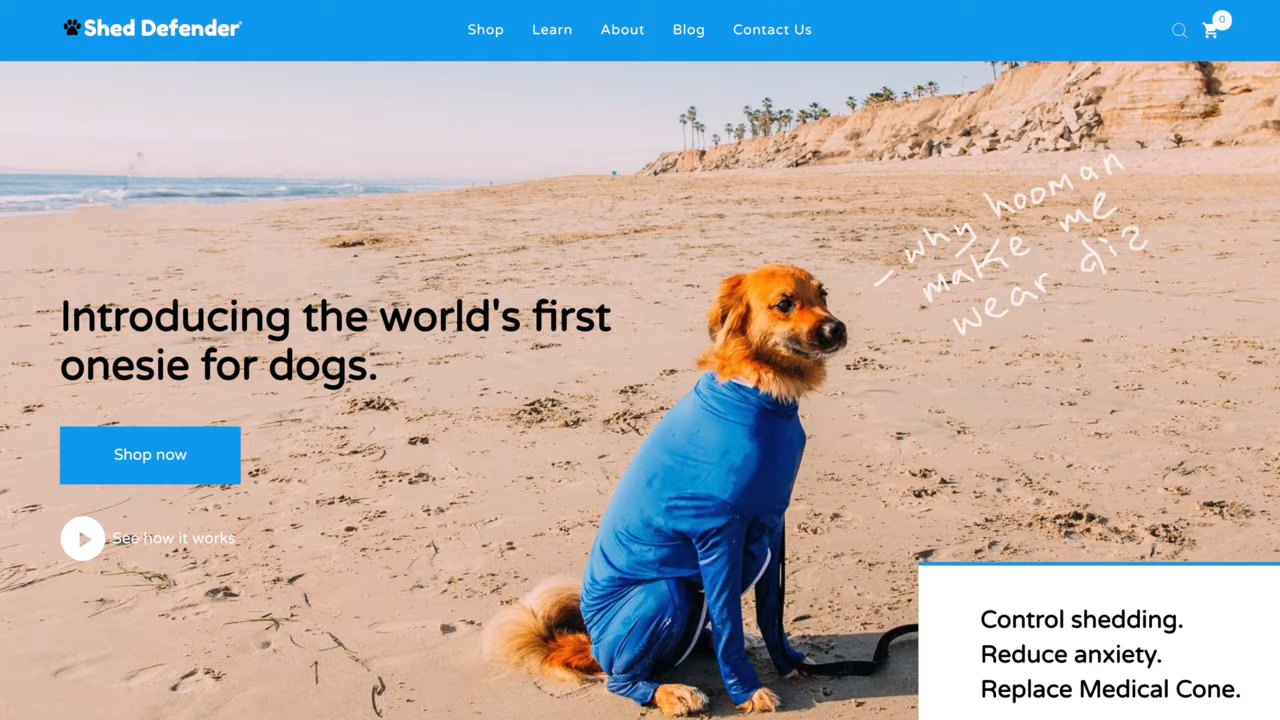 Shed Defender
Shop Learn About Blog Contact Us
0
- why hooman
make me
wear diz
Introducing the world's first
onesie for dogs.
Shop now
See how it works
Control shedding.
Reduce anxiety.
Replace Medical Cone.